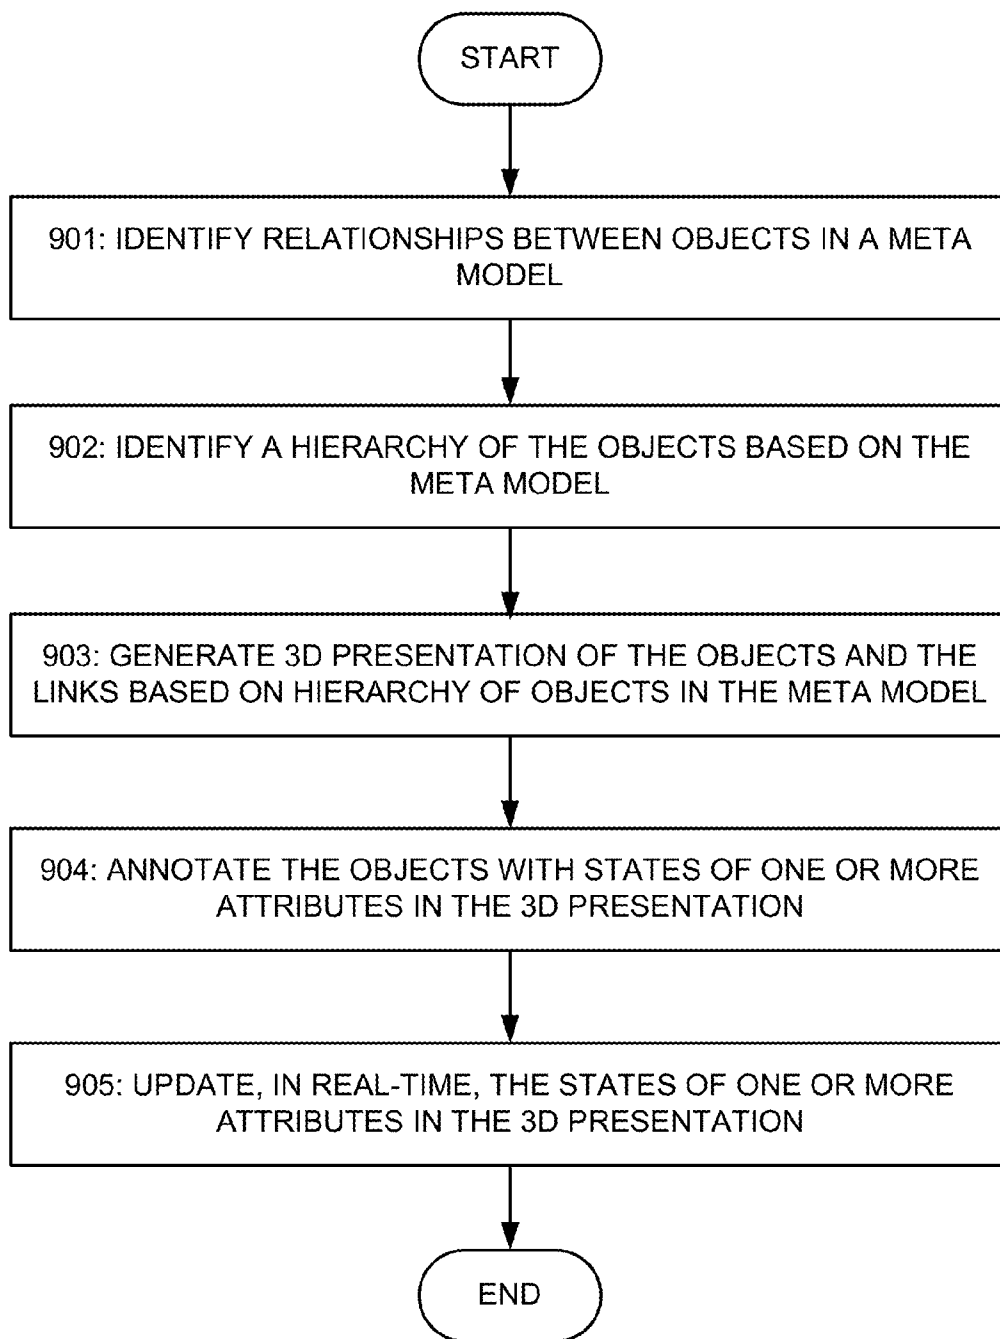 START
901: IDENTIFY RELATIONSHIPS BETWEEN OBJECTS IN A META
MODEL
902: IDENTIFY A HIERARCHY OF THE OBJECTS BASED ON THE
META MODEL
903: GENERATE 3D PRESENTATION OF THE OBJECTS AND THE
LINKS BASED ON HIERARCHY OF OBJECTS IN THE META MODEL
904: ANNOTATE THE OBJECTS WITH STATES OF ONE OR MORE
ATTRIBUTES IN THE 3D PRESENTATION
905: UPDATE, IN REAL-TIME, THE STATES OF ONE OR MORE
ATTRIBUTES IN THE 3D PRESENTATION
END